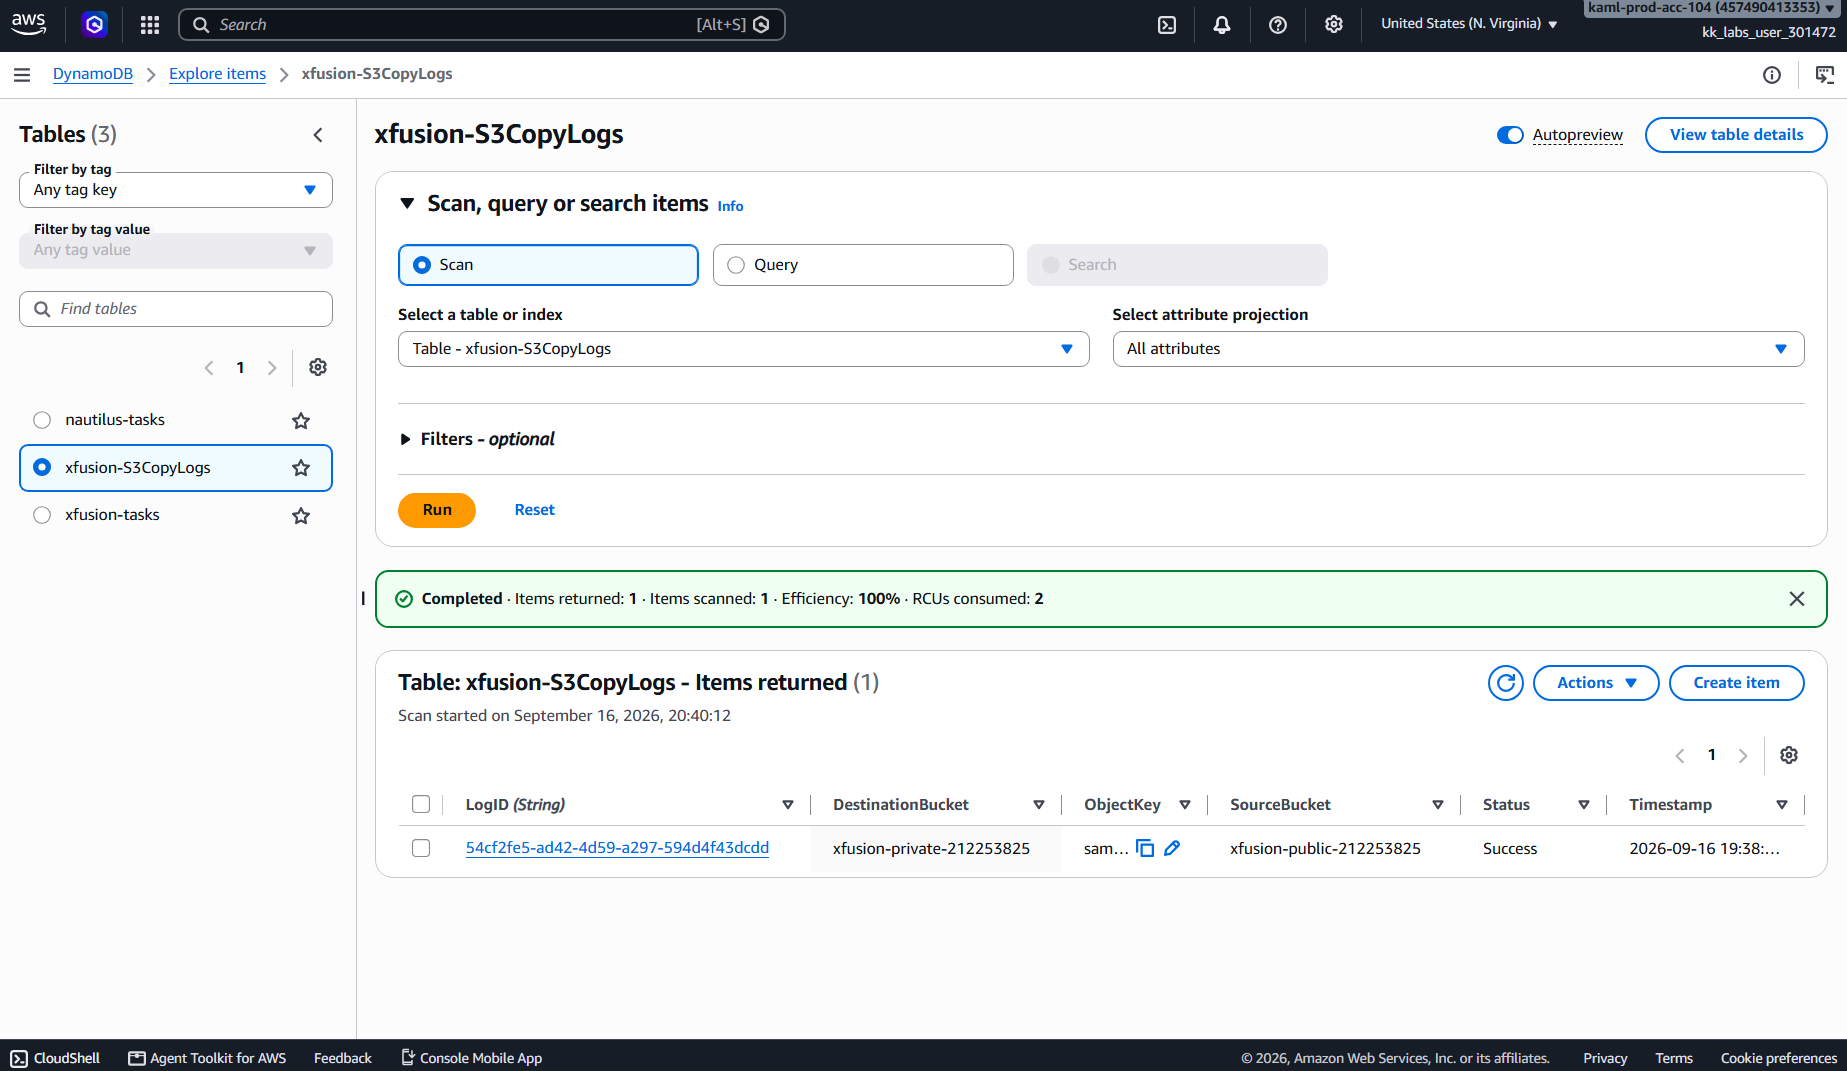 aws
Search
[Alt+S]
United States (N. Virginia)
kaml-prod-acc-104 (457490413353)
kk_labs_user_301472
DynamoDB
Explore items
xfusion-S3CopyLogs
Tables (3)
Filter by tag
Any tag key
Filter by tag value
Any tag value
Find tables
1
nautilus-tasks
xfusion-S3CopyLogs
xfusion-tasks
xfusion-S3CopyLogs
Autopreview
View table details
Scan, query or search items Info
Scan
Query
Search
Select a table or index
Table - xfusion-S3CopyLogs
Select attribute projection
All attributes
Filters - optional
Run
Reset
Completed · Items returned: 1 · Items scanned: 1 · Efficiency: 100% · RCUs consumed: 2
Table: xfusion-S3CopyLogs - Items returned (1)
Scan started on September 16, 2026, 20:40:12
Actions
Create item
1
LogID (String) DestinationBucket ObjectKey SourceBucket Status Timestamp
54cf2fe5-ad42-4d59-a297-594d4f43dcdd xfusion-private-212253825 sam... xfusion-public-212253825 Success 2026-09-16 19:38:...
CloudShell
Agent Toolkit for AWS
Feedback
Console Mobile App
© 2026, Amazon Web Services, Inc. or its affiliates.
Privacy
Terms
Cookie preferences